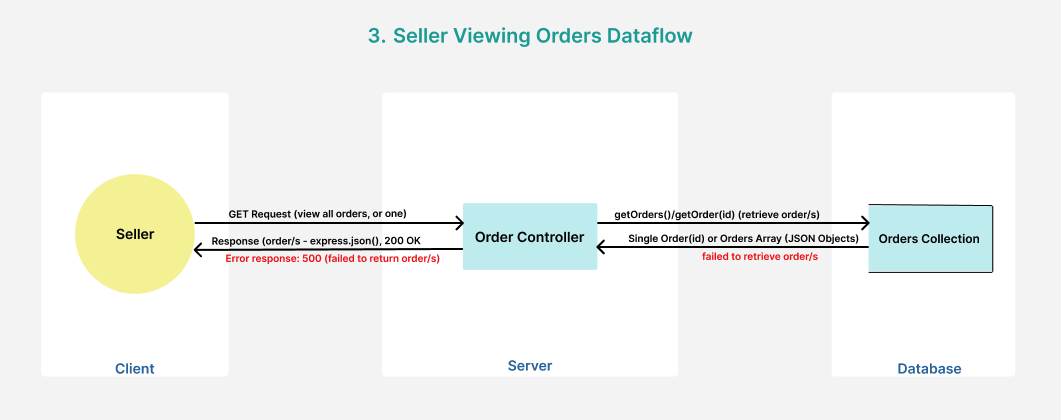 3. Seller Viewing Orders Dataflow
GET Request (view all orders, or one)
getOrders()/getOrder(id) (retrieve order/s)
Seller
Order Controller
Orders Collection
Response (order/s - express.json(), 200 OK
Single Order(id) or Orders Array (JSON Objects)
Error response: 500 (failed to return order/s)
failed to retrieve order/s
Client
Server
Database